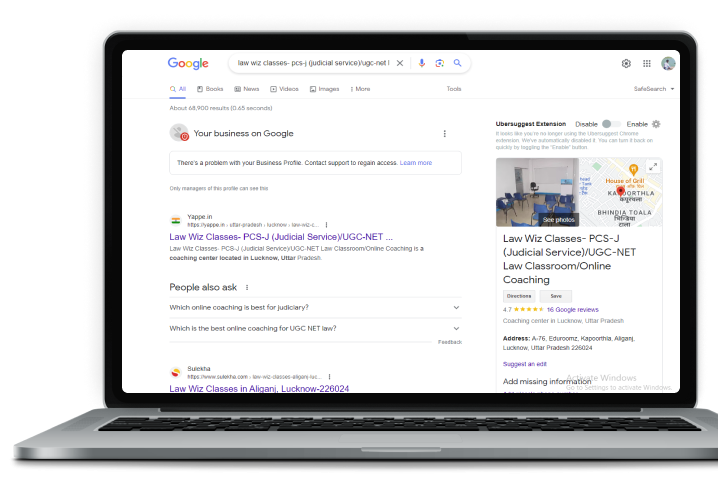 Google
law wiz classes- pcs-j (judicial service)/ugc-net l
All
Books
News
Videos
Images
More
Tools
SafeSearch
About 68,900 results (0.65 seconds)
Your business on Google
There's a problem with your Business Profile. Contact support to regain access. Learn more
Only managers of this profile can see this
Yappe.in
https://yappe.in › uttar-pradesh › lucknow › law-wiz-c...
Law Wiz Classes- PCS-J (Judicial Service)/UGC-NET ...
Law Wiz Classes- PCS-J (Judicial Service)/UGC-NET Law Classroom/Online Coaching is a
coaching center located in Lucknow, Uttar Pradesh.
People also ask
Which online coaching is best for judiciary?
Which is the best online coaching for UGC NET law?
Feedback
Sulekha
https://www.sulekha.com › law-wiz-classes-aliganj-luc...
Law Wiz Classes in Aliganj, Lucknow-226024
Ubersuggest Extension
Disable
Enable
It looks like you're no longer using the Ubersuggest Chrome
extension. We've automatically disabled it. You can turn it back on
quickly by toggling the "Enable" button
House of Grill
KAPOORTHLA
कपूरथला
BHINDIA TOALA
भिन्डिया
टाला
See photos
Law Wiz Classes- PCS-J
(Judicial Service)/UGC-NET
Law Classroom/Online
Coaching
Directions
Save
4.7 ★★★★★ 16 Google reviews
Coaching center in Lucknow, Uttar Pradesh
Address: A-76, Eduroomz, Kapoorthla, Aliganj,
Lucknow, Uttar Pradesh 226024
Suggest an edit
Add missing information
Activate Windows
Go to Settings to activate Windows.